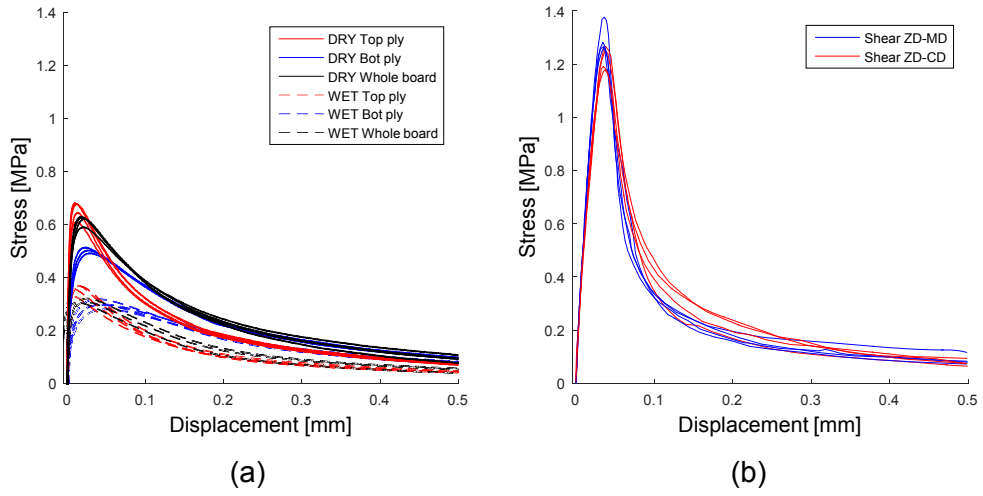 1.4
1.2
1
0.8
0.6
0.4
0.2
0
0 0.1 0.2 0.3 0.4 0.5
Stress [MPa]
Displacement [mm]
DRY Top ply
DRY Bot ply
DRY Whole board
WET Top ply
WET Bot ply
WET Whole board
(a)
1.4
1.2
1
0.8
0.6
0.4
0.2
0
0 0.1 0.2 0.3 0.4 0.5
Stress [MPa]
Displacement [mm]
Shear ZD-MD
Shear ZD-CD
(b)